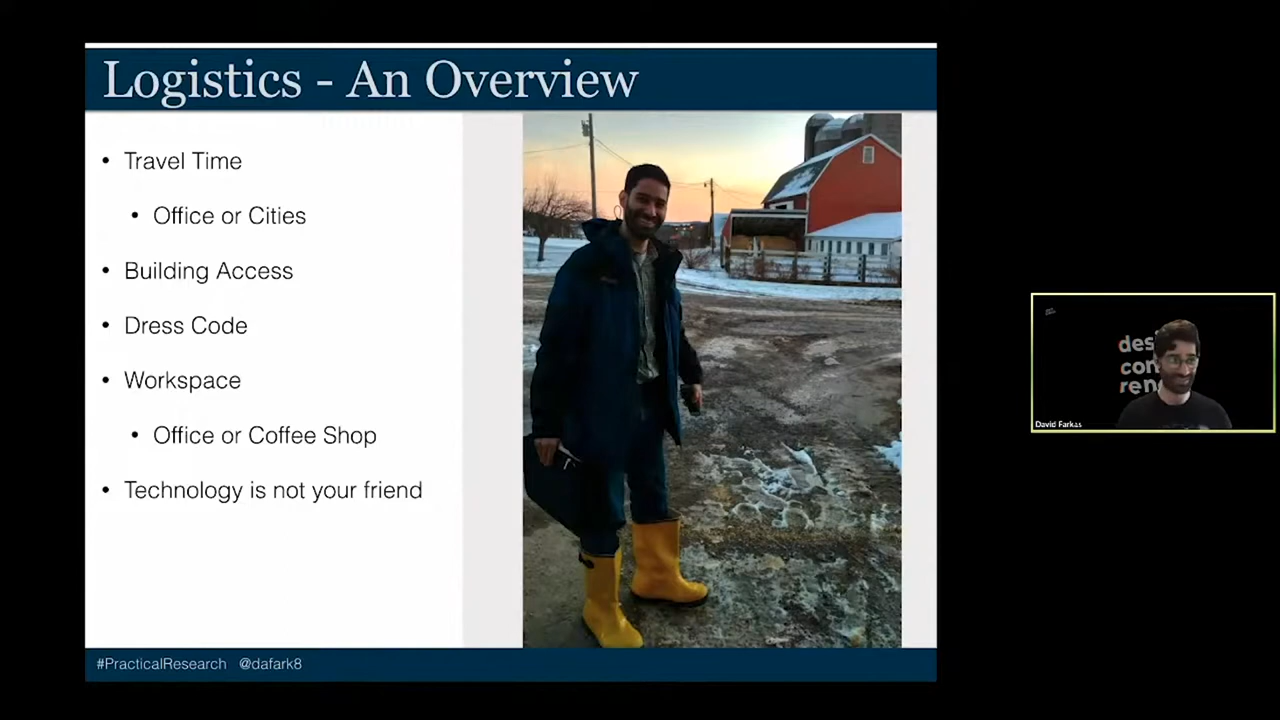 Logistics - An Overview
• Travel Time
• Office or Cities
• Building Access
• Dress Code
• Workspace
• Office or Coffee Shop
• Technology is not your friend
#PracticalResearch @dafark8
des
con
ren
David Farkas